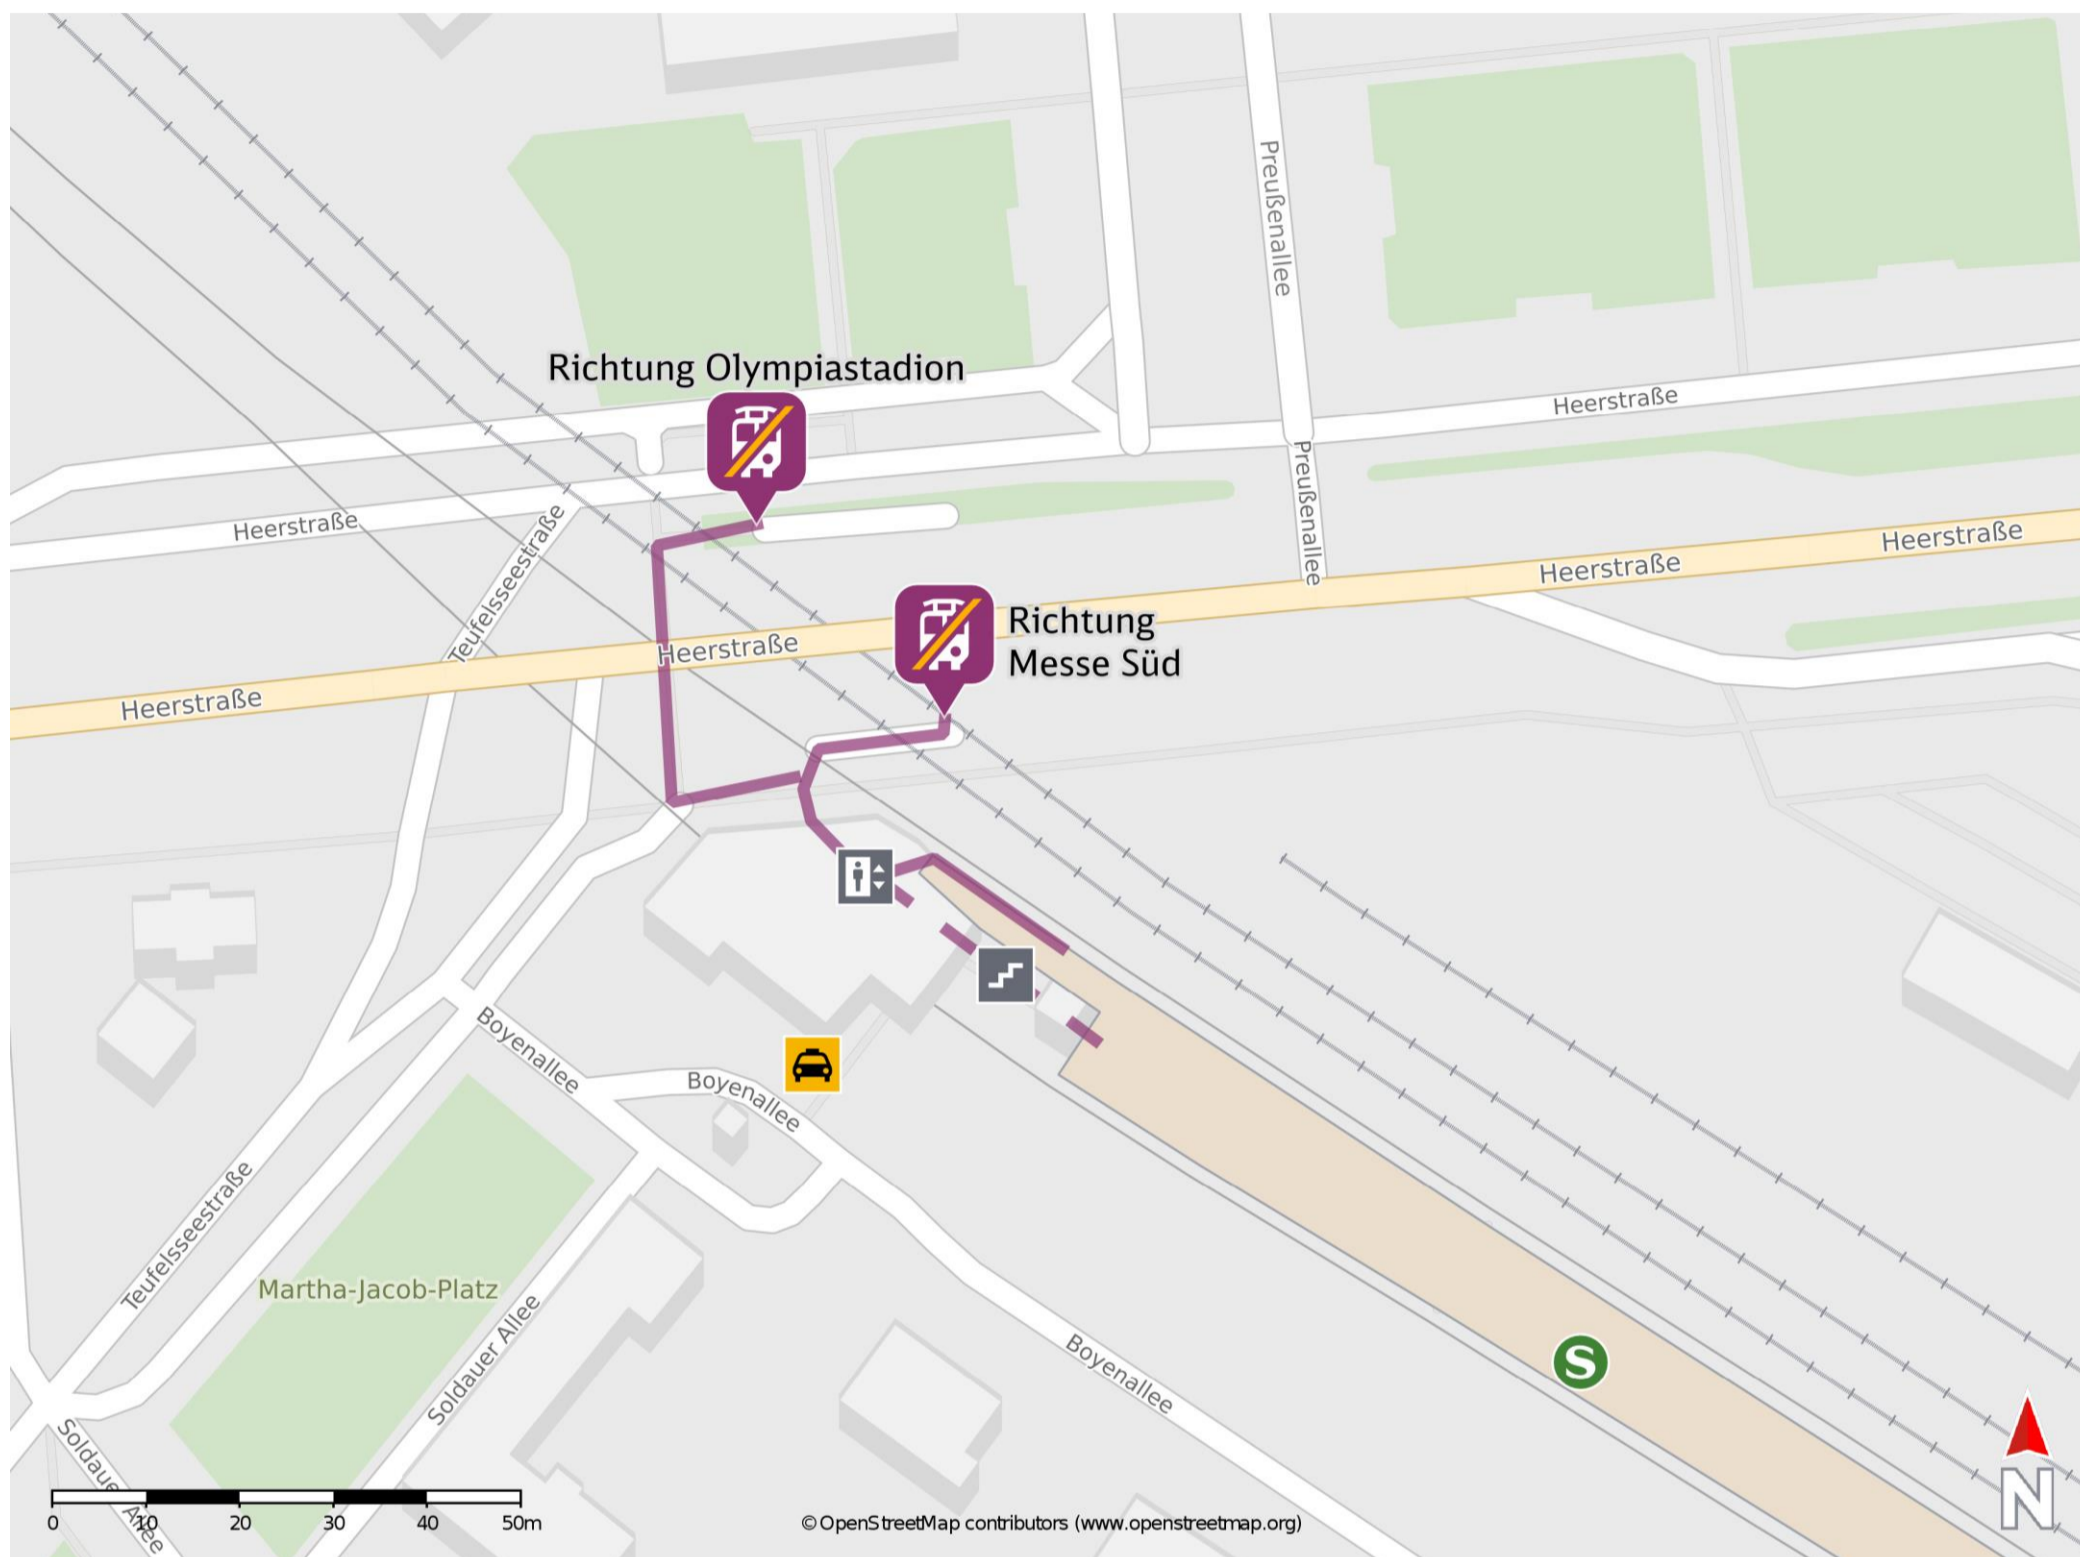 Preußenallee
Richtung Olympiastadion
Heerstraße
Heerstraße
Preußenallee
Teufelsseestraße
Heerstraße
Heerstraße
Richtung
Messe Süd
Heerstraße
Heerstraße
S
Boyenallee
Boyenallee
Teufelsseestraße
Martha-Jacob-Platz
Soldauer Allee
Boyenallee
Soldauer Allee
N
0 10 20 30 40 50m
© OpenStreetMap contributors (www.openstreetmap.org)